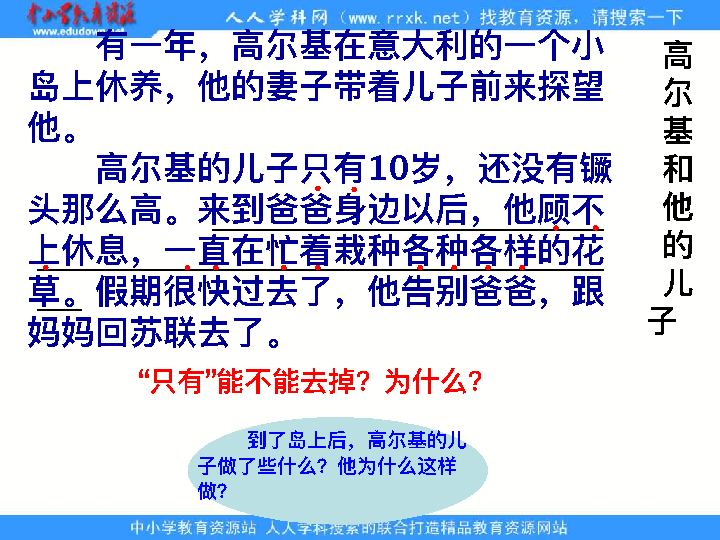 中小学教育资源
www.edudown.net
人人学科网（www.rrxk.net）找教育资源，请搜索一下
有一年，高尔基在意大利的一个小
岛上休养，他的妻子带着儿子前来探望
他。
高尔基的儿子只有10岁，还没有镢
头那么高。来到爸爸身边以后，他顾不
上休息，一直在忙着栽种各种各样的花
草。假期很快过去了，他告别爸爸，跟
妈妈回苏联去了。
高尔基和他的儿子
“只有”能不能去掉？为什么？
到了岛上后，高尔基的儿
子做了些什么？他为什么这样
做？
中小学教育资源站 人人学科搜索的联合打造精品教育资源网站